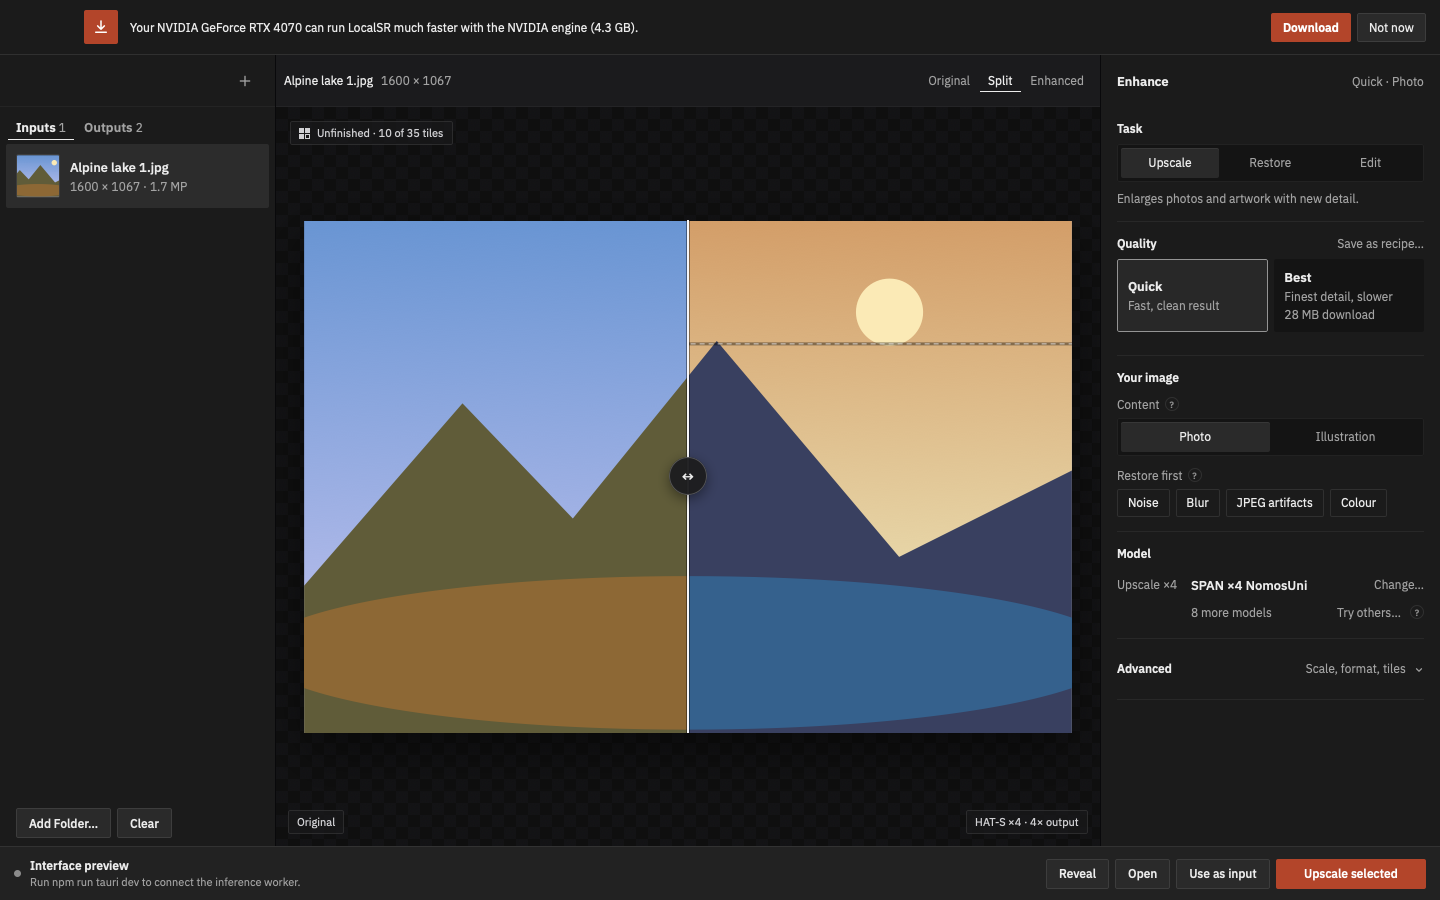 Your NVIDIA GeForce RTX 4070 can run LocalSR much faster with the NVIDIA engine (4.3 GB).
Download
Not now
Inputs 1
Outputs 2
Alpine lake 1.jpg
1600 × 1067 · 1.7 MP
Add Folder...
Clear
Alpine lake 1.jpg 1600 × 1067
Original
Split
Enhanced
Unfinished · 10 of 35 tiles
Original
HAT-S ×4 · 4× output
Enhance
Quick · Photo
Task
Upscale
Restore
Edit
Enlarges photos and artwork with new detail.
Quality
Save as recipe...
Quick
Fast, clean result
Best
Finest detail, slower
28 MB download
Your image
Content ?
Photo
Illustration
Restore first ?
Noise
Blur
JPEG artifacts
Colour
Model
Upscale ×4
SPAN ×4 NomosUni
Change...
8 more models
Try others... ?
Advanced
Scale, format, tiles
Interface preview
Run npm run tauri dev to connect the inference worker.
Reveal
Open
Use as input
Upscale selected